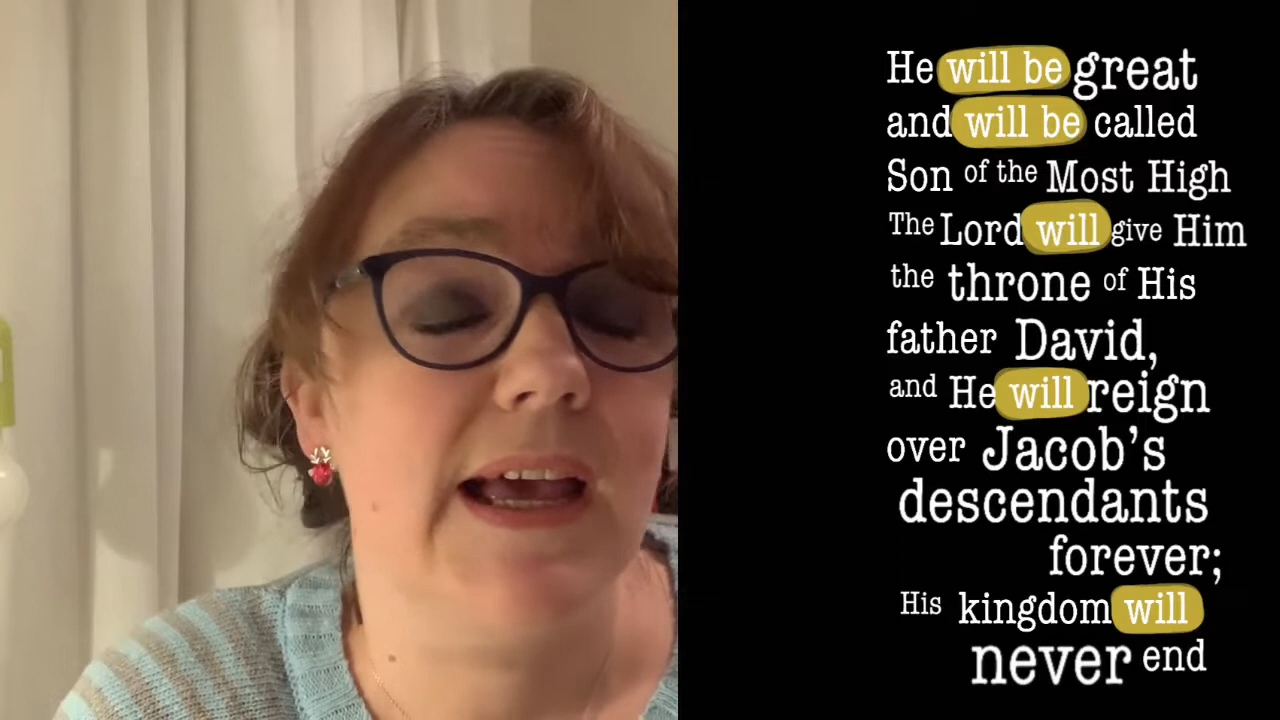 He will be great
and will be called
Son of the Most High
The Lord will give Him
the throne of His
father David,
and He will reign
over Jacob's
descendants
forever;
His kingdom will
never end